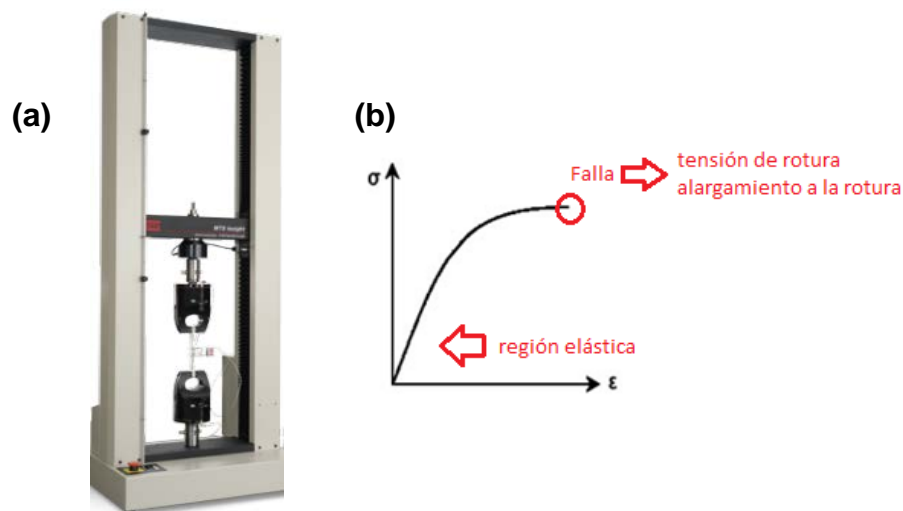 (a)
(b)
σ
Falla
tensión de rotura
alargamiento a la rotura
región elástica
ε